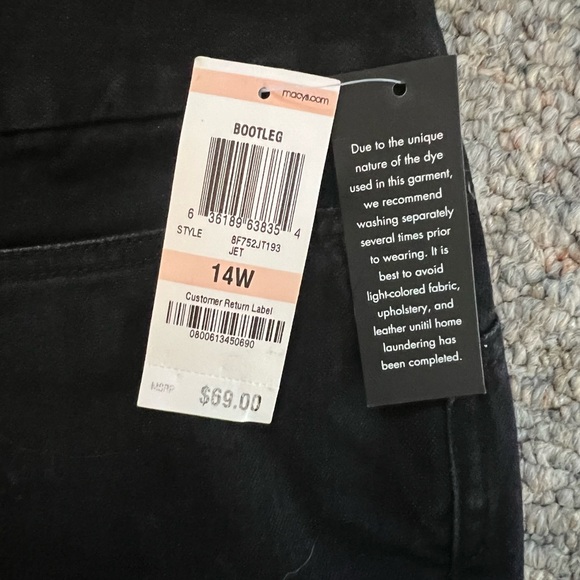 macys.com
BOOTLEG
6 36189 63835 4
STYLE 8F752JT193
JET
14W
Customer Return Label
0800613450690
MSRP $69.00
Due to the unique
nature of the dye
used in this garment,
we recommend
washing separately
several times prior
to wearing. It is
best to avoid
light-colored fabric,
upholstery, and
leather unitil home
laundering has
been completed.